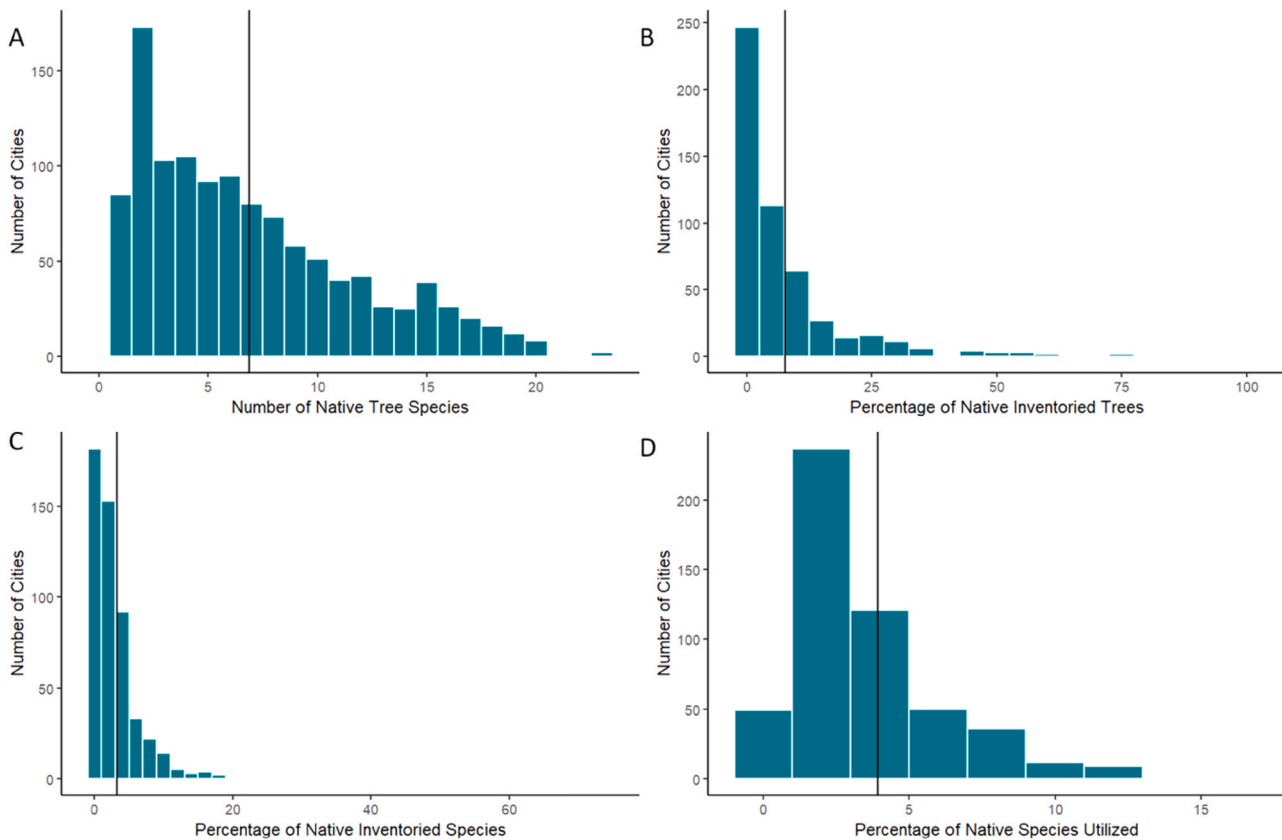 A
Number of Cities
150
100
50
0
0 5 10 15 20
Number of Native Tree Species
B
Number of Cities
250
200
150
100
50
0
0 25 50 75 100
Percentage of Native Inventoried Trees
C
Number of Cities
150
100
50
0
0 20 40 60
Percentage of Native Inventoried Species
D
Number of Cities
200
150
100
50
0
0 5 10 15
Percentage of Native Species Utilized